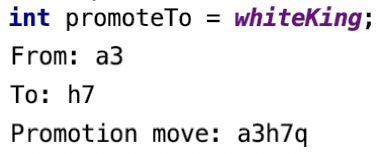 int promoteTo = whiteKing;
From: a3
To: h7
Promotion move: a3h7q